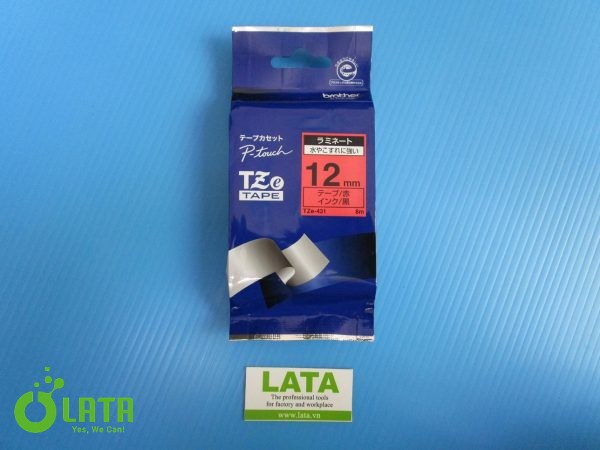 brother
テープカセット
P-touch
TZe
TAPE
ラミネート
水やこすれに強い
12mm
テープ/赤
インク/黒
TZe-431 8m
LATA
The professional tools
for factory and workplace
www.lata.vn
LATA
Yes, We Can!